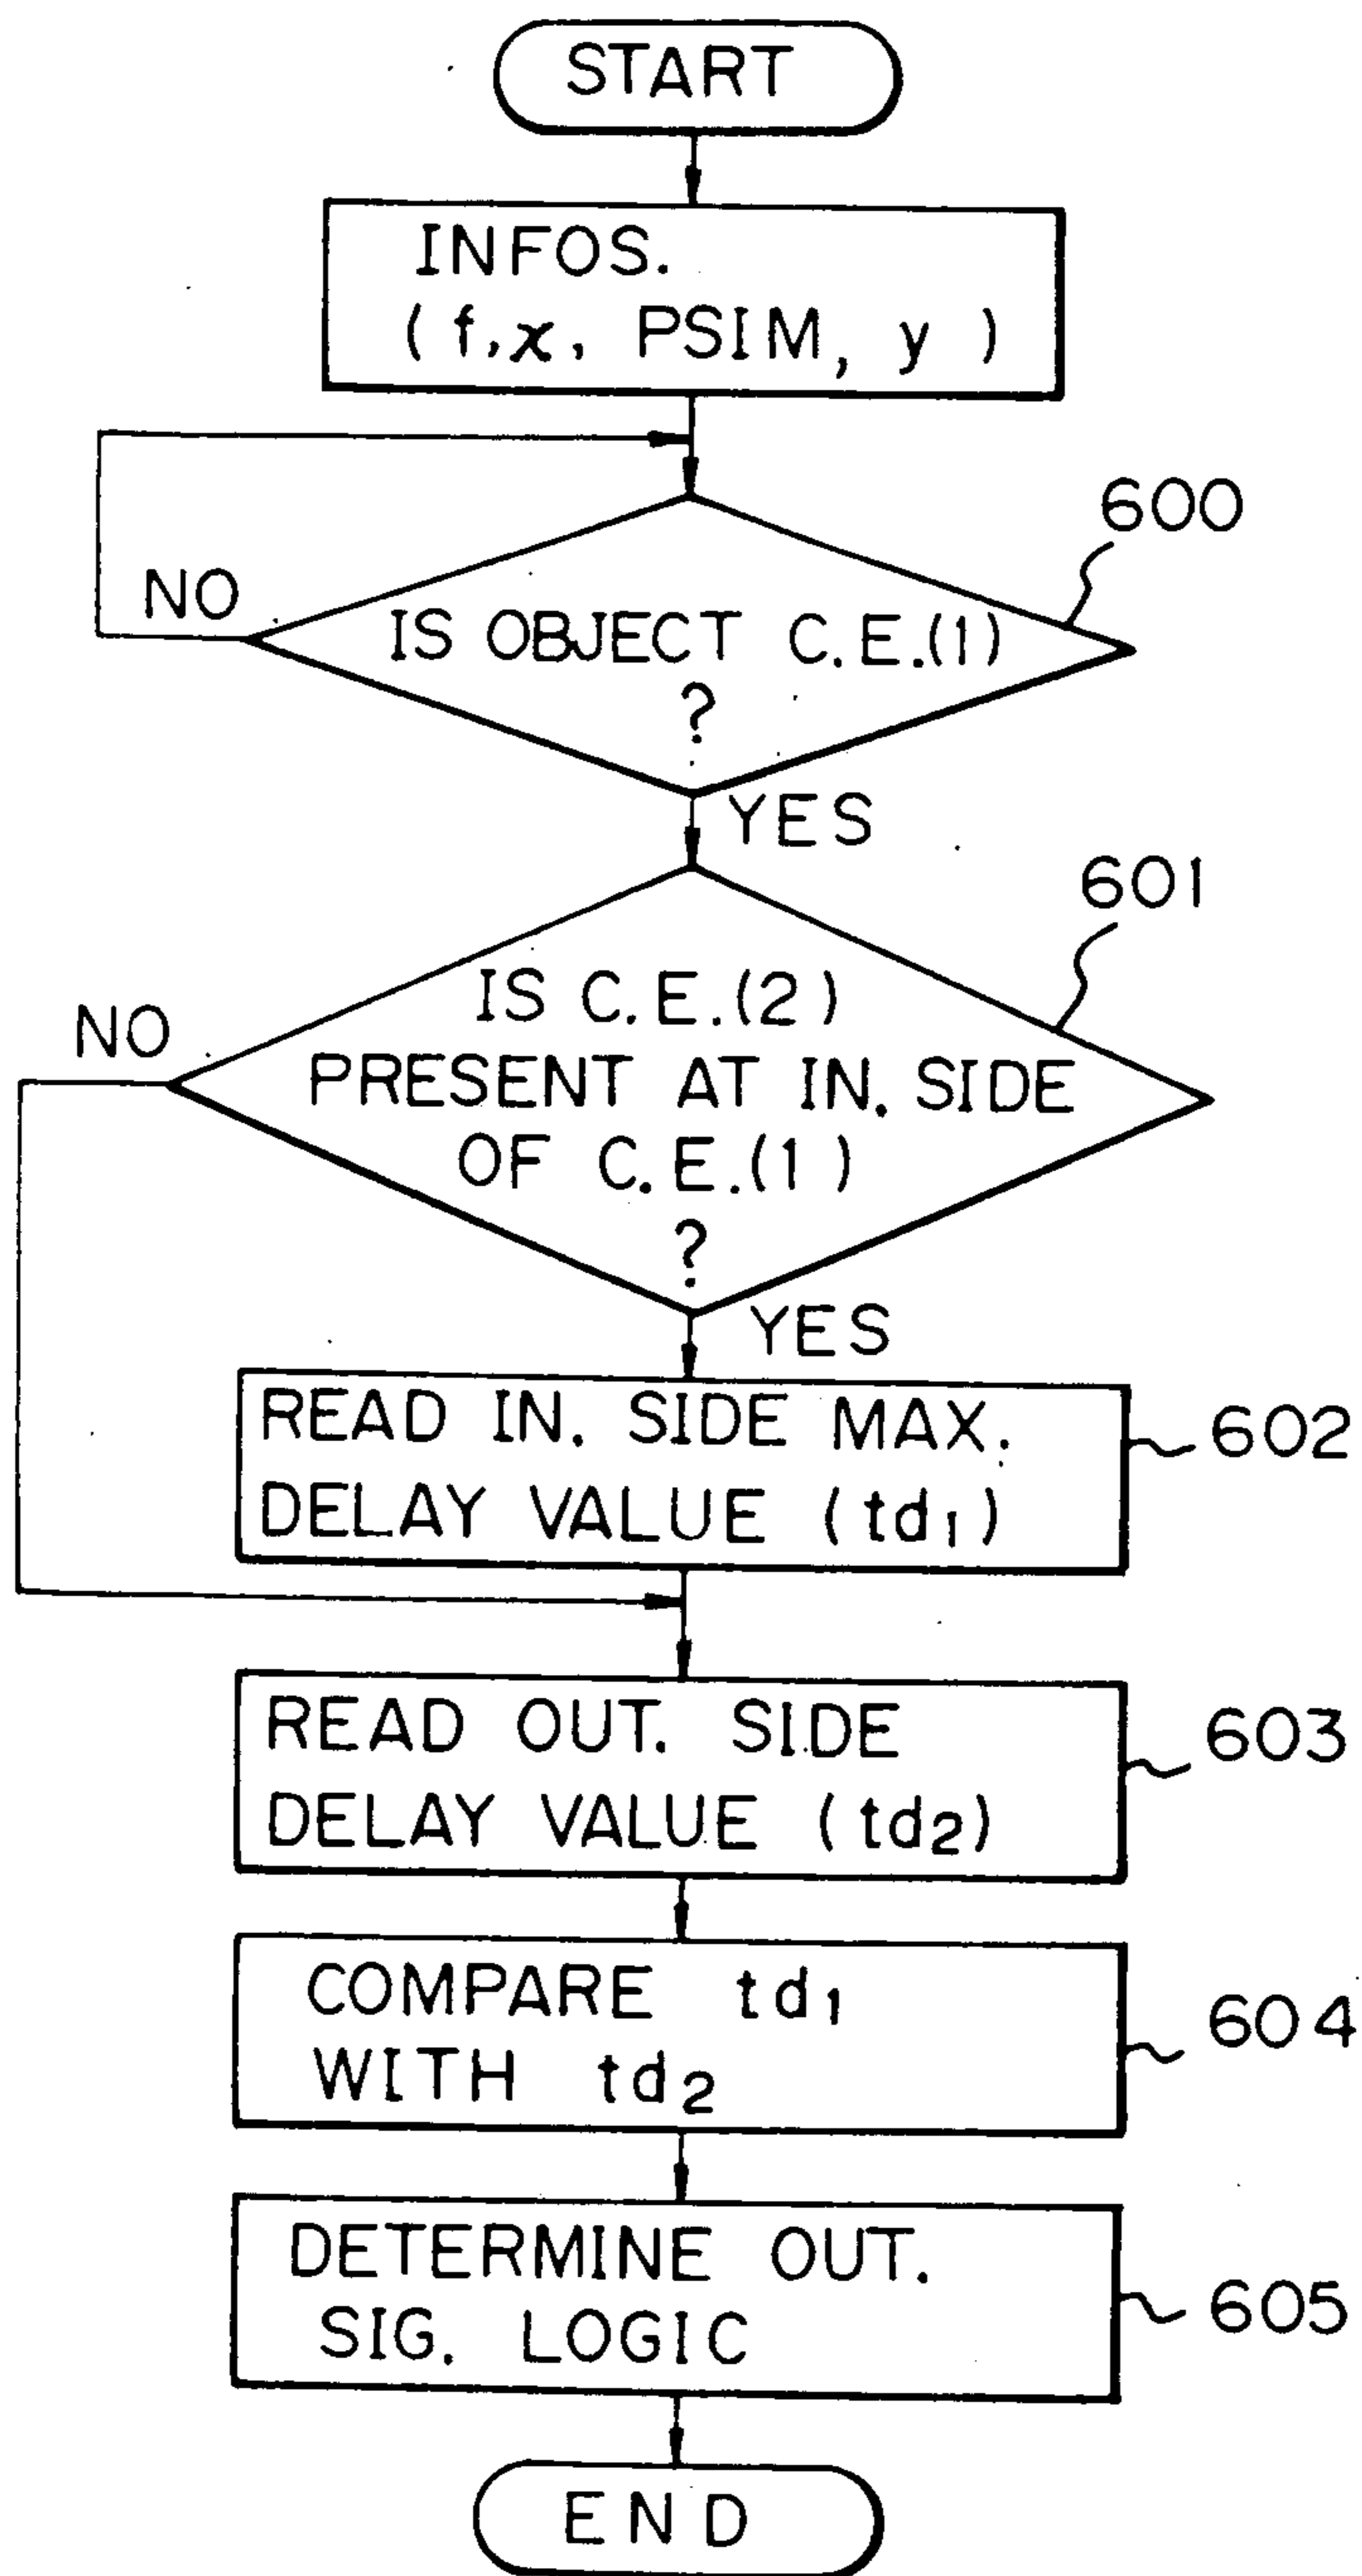 START
INFOS.
(f, x, PSIM, y)
600
NO
IS OBJECT C.E.(1)
?
YES
601
NO
IS C.E.(2)
PRESENT AT IN. SIDE
OF C.E.(1)
?
YES
READ IN. SIDE MAX.
DELAY VALUE (td1)
602
READ OUT. SIDE
DELAY VALUE (td2)
603
COMPARE td1
WITH td2
604
DETERMINE OUT.
SIG. LOGIC
605
END